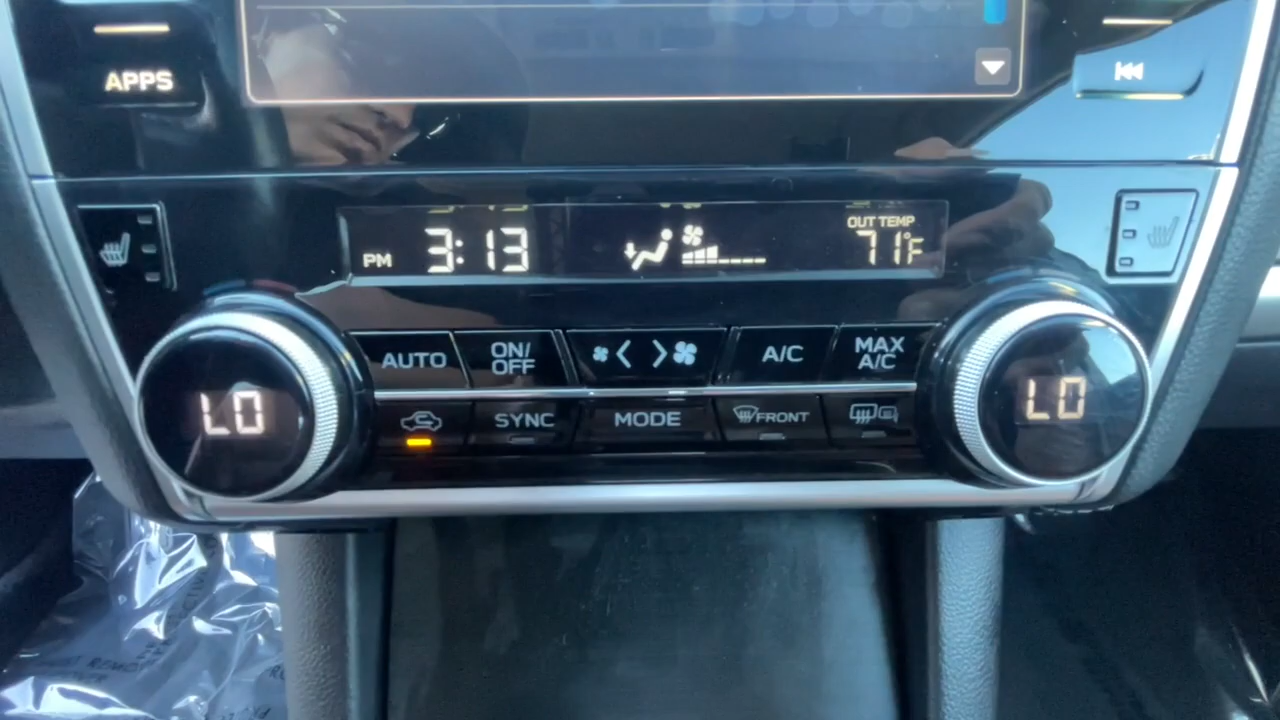 APPS
OUT TEMP
PM 3:13 71°F
AUTO ON/OFF A/C MAX A/C
LO LO
SYNC MODE FRONT